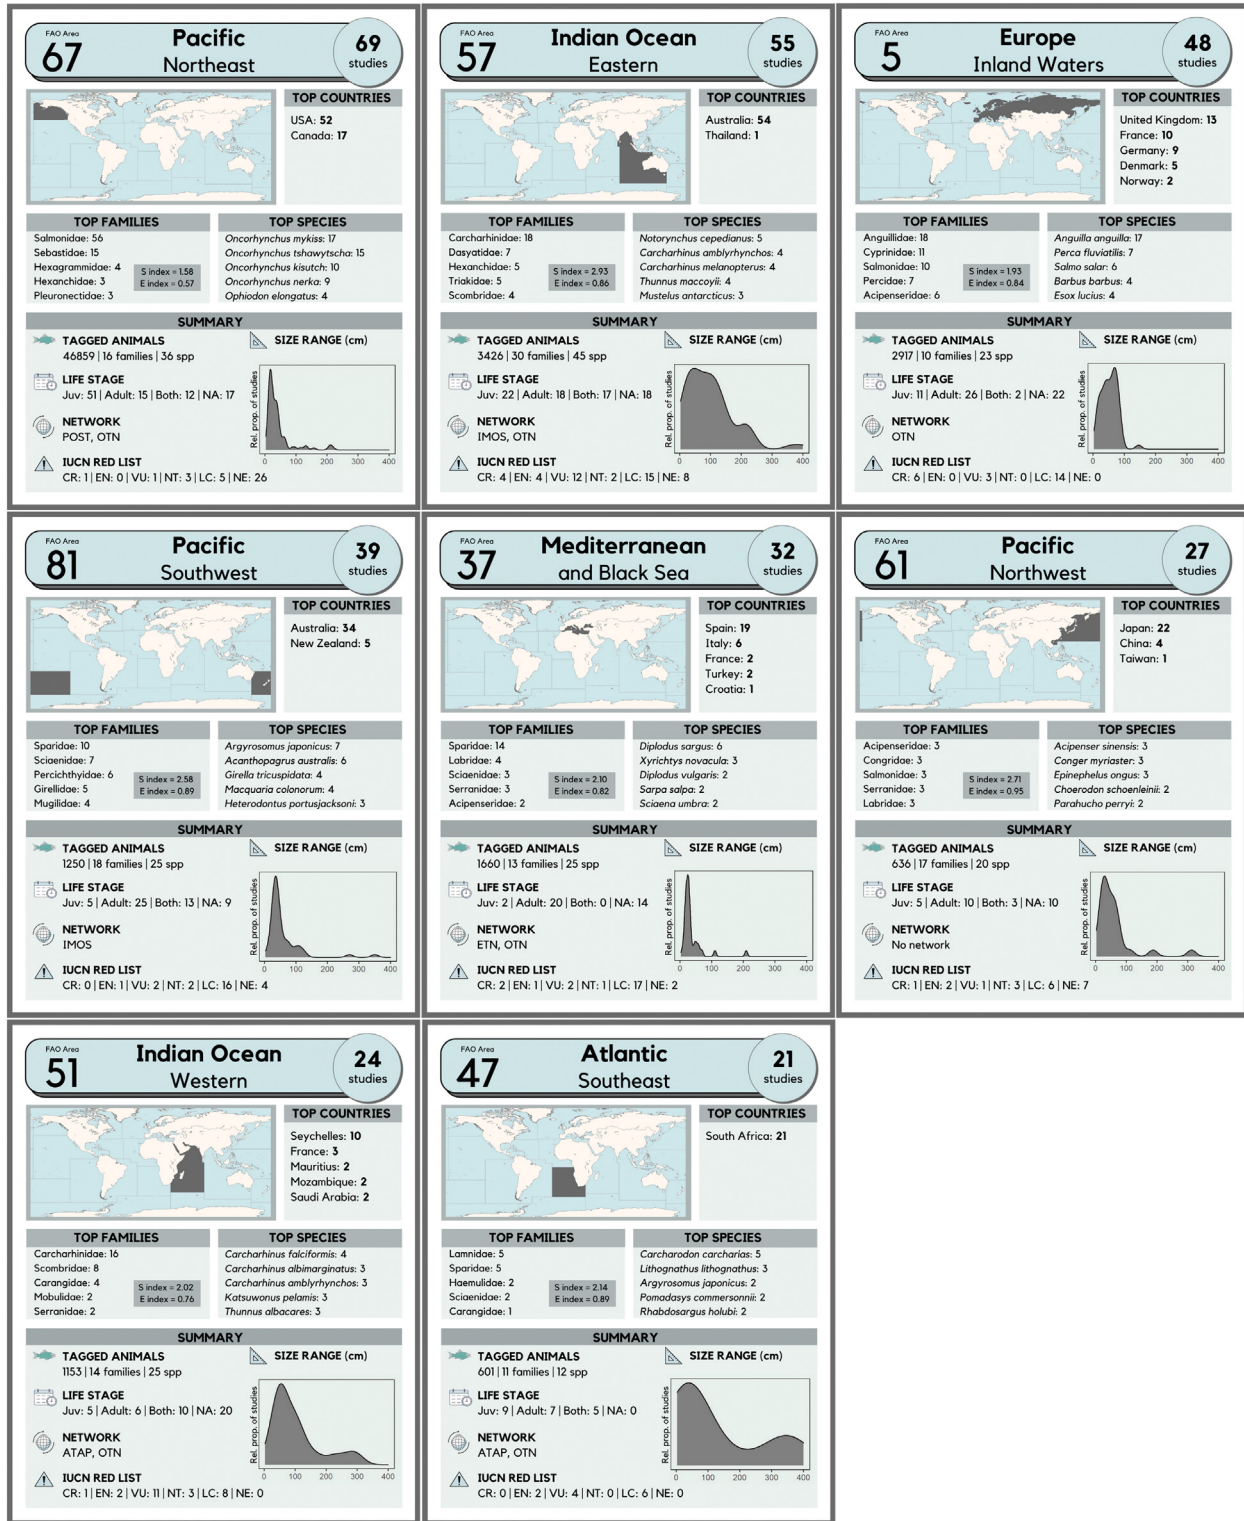 FAO Area
67
Pacific
Northeast
69
studies
TOP COUNTRIES
USA: 52
Canada: 17
TOP FAMILIES
Salmonidae: 56
Sebastidae: 15
Hexagrammidae: 4
Hexanchidae: 3
Pleuronectidae: 3
S index = 1.58
E index = 0.57
TOP SPECIES
Oncorhynchus mykiss: 17
Oncorhynchus tshawytscha: 15
Oncorhynchus kisutch: 10
Oncorhynchus nerka: 9
Ophiodon elongatus: 4
SUMMARY
TAGGED ANIMALS
46859 | 16 families | 36 spp
LIFE STAGE
Juv: 51 | Adult: 15 | Both: 12 | NA: 17
NETWORK
POST, OTN
IUCN RED LIST
CR: 1 | EN: 0 | VU: 1 | NT: 3 | LC: 5 | NE: 26
SIZE RANGE (cm)
Rel. prop. of studies
0 100 200 300 400
FAO Area
57
Indian Ocean
Eastern
55
studies
TOP COUNTRIES
Australia: 54
Thailand: 1
TOP FAMILIES
Carcharhinidae: 18
Dasyatidae: 7
Hexanchidae: 5
Triakidae: 5
Scombridae: 4
S index = 2.93
E index = 0.86
TOP SPECIES
Notorynchus cepedianus: 5
Carcharhinus amblyrhynchos: 4
Carcharhinus melanopterus: 4
Thunnus maccoyii: 4
Mustelus antarcticus: 3
SUMMARY
TAGGED ANIMALS
3426 | 30 families | 45 spp
LIFE STAGE
Juv: 22 | Adult: 18 | Both: 17 | NA: 18
NETWORK
IMOS, OTN
IUCN RED LIST
CR: 4 | EN: 4 | VU: 12 | NT: 2 | LC: 15 | NE: 8
SIZE RANGE (cm)
Rel. prop. of studies
0 100 200 300 400
FAO Area
5
Europe
Inland Waters
48
studies
TOP COUNTRIES
United Kingdom: 13
France: 10
Germany: 9
Denmark: 5
Norway: 2
TOP FAMILIES
Anguillidae: 18
Cyprinidae: 11
Salmonidae: 10
Percidae: 7
Acipenseridae: 6
S index = 1.93
E index = 0.84
TOP SPECIES
Anguilla anguilla: 17
Perca fluviatilis: 7
Salmo salar: 6
Barbus barbus: 4
Esox lucius: 4
SUMMARY
TAGGED ANIMALS
2917 | 10 families | 23 spp
LIFE STAGE
Juv: 11 | Adult: 26 | Both: 2 | NA: 22
NETWORK
OTN
IUCN RED LIST
CR: 6 | EN: 0 | VU: 3 | NT: 0 | LC: 14 | NE: 0
SIZE RANGE (cm)
Rel. prop. of studies
0 100 200 300 400
FAO Area
81
Pacific
Southwest
39
studies
TOP COUNTRIES
Australia: 34
New Zealand: 5
TOP FAMILIES
Sparidae: 10
Sciaenidae: 7
Percichthyidae: 6
Girellidae: 5
Mugilidae: 4
S index = 2.58
E index = 0.89
TOP SPECIES
Argyrosomus japonicus: 7
Acanthopagrus australis: 6
Girella tricuspidata: 4
Macquaria colonorum: 4
Heterodontus portusjacksoni: 3
SUMMARY
TAGGED ANIMALS
1250 | 18 families | 25 spp
LIFE STAGE
Juv: 5 | Adult: 25 | Both: 13 | NA: 9
NETWORK
IMOS
IUCN RED LIST
CR: 0 | EN: 1 | VU: 2 | NT: 2 | LC: 16 | NE: 4
SIZE RANGE (cm)
Rel. prop. of studies
0 100 200 300 400
FAO Area
37
Mediterranean
and Black Sea
32
studies
TOP COUNTRIES
Spain: 19
Italy: 6
France: 2
Turkey: 2
Croatia: 1
TOP FAMILIES
Sparidae: 14
Labridae: 4
Sciaenidae: 3
Serranidae: 3
Acipenseridae: 2
S index = 2.10
E index = 0.82
TOP SPECIES
Diplodus sargus: 6
Xyrichtys novacula: 3
Diplodus vulgaris: 2
Sarpa salpa: 2
Sciaena umbra: 2
SUMMARY
TAGGED ANIMALS
1660 | 13 families | 25 spp
LIFE STAGE
Juv: 2 | Adult: 20 | Both: 0 | NA: 14
NETWORK
ETN, OTN
IUCN RED LIST
CR: 2 | EN: 1 | VU: 2 | NT: 1 | LC: 17 | NE: 2
SIZE RANGE (cm)
Rel. prop. of studies
0 100 200 300 400
FAO Area
61
Pacific
Northwest
27
studies
TOP COUNTRIES
Japan: 22
China: 4
Taiwan: 1
TOP FAMILIES
Acipenseridae: 3
Congridae: 3
Salmonidae: 3
Serranidae: 3
Labridae: 3
S index = 2.71
E index = 0.95
TOP SPECIES
Acipenser sinensis: 3
Conger myriaster: 3
Epinephelus ongus: 3
Choerodon schoenleinii: 2
Parahucho perryi: 2
SUMMARY
TAGGED ANIMALS
636 | 17 families | 20 spp
LIFE STAGE
Juv: 5 | Adult: 10 | Both: 3 | NA: 10
NETWORK
No network
IUCN RED LIST
CR: 1 | EN: 2 | VU: 1 | NT: 3 | LC: 6 | NE: 7
SIZE RANGE (cm)
Rel. prop. of studies
0 100 200 300 400
FAO Area
51
Indian Ocean
Western
24
studies
TOP COUNTRIES
Seychelles: 10
France: 3
Mauritius: 2
Mozambique: 2
Saudi Arabia: 2
TOP FAMILIES
Carcharhinidae: 16
Scombridae: 8
Carangidae: 4
Mobulidae: 2
Serranidae: 2
S index = 2.02
E index = 0.76
TOP SPECIES
Carcharhinus falciformis: 4
Carcharhinus albimarginatus: 3
Carcharhinus amblyrhynchos: 3
Katsuwonus pelamis: 3
Thunnus albacares: 3
SUMMARY
TAGGED ANIMALS
1153 | 14 families | 25 spp
LIFE STAGE
Juv: 5 | Adult: 6 | Both: 10 | NA: 20
NETWORK
ATAP, OTN
IUCN RED LIST
CR: 1 | EN: 2 | VU: 11 | NT: 3 | LC: 8 | NE: 0
SIZE RANGE (cm)
Rel. prop. of studies
0 100 200 300 400
FAO Area
47
Atlantic
Southeast
21
studies
TOP COUNTRIES
South Africa: 21
TOP FAMILIES
Lamnidae: 5
Sparidae: 5
Haemulidae: 2
Sciaenidae: 2
Carangidae: 1
S index = 2.14
E index = 0.89
TOP SPECIES
Carcharodon carcharias: 5
Lithognathus lithognathus: 3
Argyrosomus japonicus: 2
Pomadasys commersonnii: 2
Rhabdosargus holubi: 2
SUMMARY
TAGGED ANIMALS
601 | 11 families | 12 spp
LIFE STAGE
Juv: 9 | Adult: 7 | Both: 5 | NA: 0
NETWORK
ATAP, OTN
IUCN RED LIST
CR: 0 | EN: 2 | VU: 4 | NT: 0 | LC: 6 | NE: 0
SIZE RANGE (cm)
Rel. prop. of studies
0 100 200 300 400